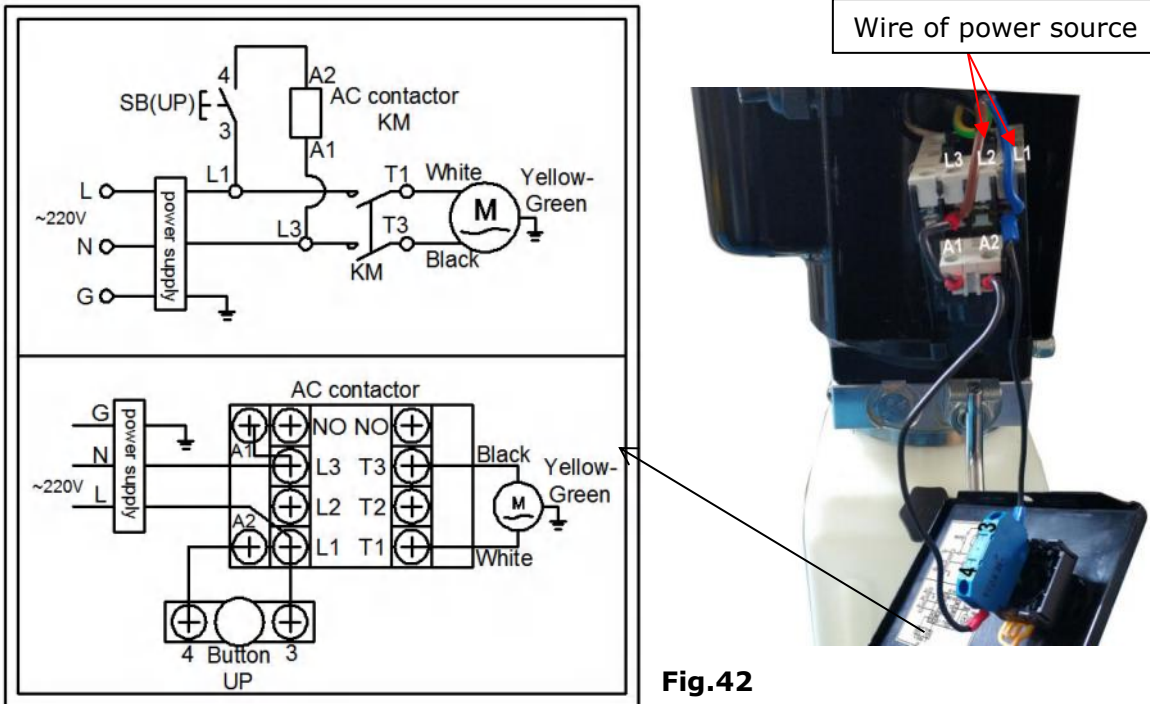 4
A2
SB(UP)
AC contactor
KM
3
A1
L1
T1
White
Yellow-
Green
L
~220V
N
G
power supply
L3
T3
M
KM
Black
AC contactor
G
NO NO
A1
N
L3 T3
Black
Yellow-
Green
~220V
power supply
L
L2 T2
M
A2
L1 T1
White
4 Button 3
UP
Wire of power source
L3 L2 L1
A1 A2
4 3
Fig.42